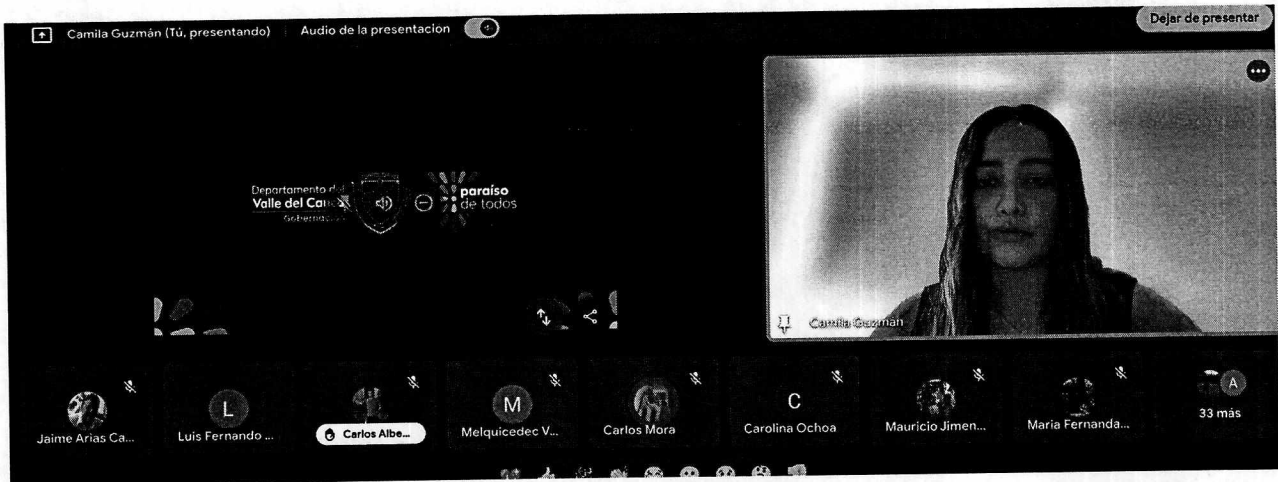 Camila Guzmán (Tú, presentando)
Audio de la presentación
Dejar de presentar
Departamento del
Valle del Cauca
Gobernación
paraíso
de todos
Camila Guzmán
Jaime Arias Ca...
L
Luis Fernando ...
Carlos Albe...
M
Melquicedec V...
Carlos Mora
C
Carolina Ochoa
Mauricio Jimen...
Maria Fernanda...
A
33 más